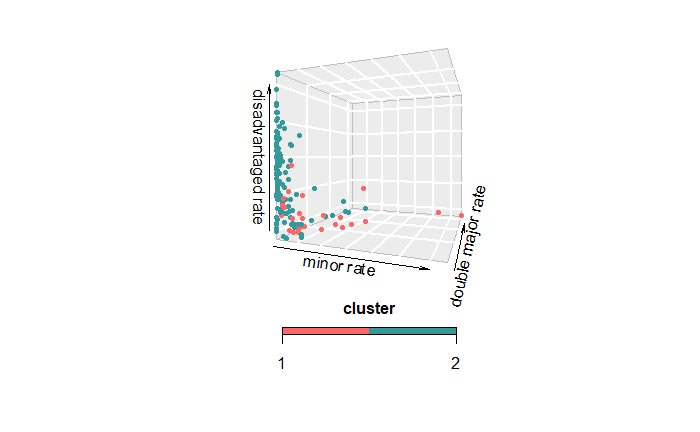 disadvantaged rate
minor rate
double major rate
cluster
1
2